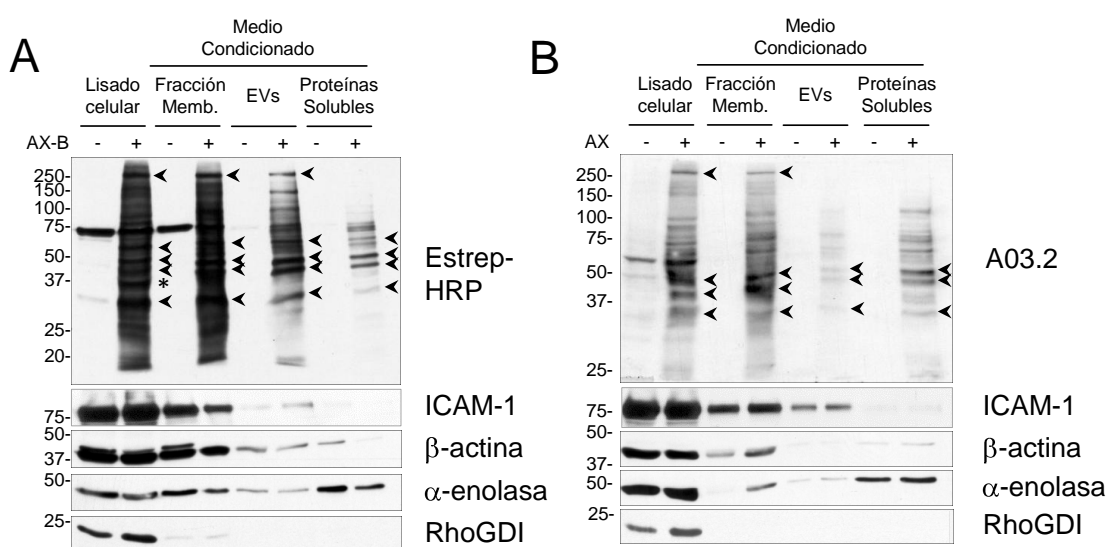 A
Medio
Condicionado
Lisado
celular
Fracción
Memb.
EVs
Proteínas
Solubles
AX-B - + - + - + - +
250-
150-
100-
75-
50-
37-
25-
20-
*
Estrep-
HRP
75-
ICAM-1
50-
37-
β-actina
50-
α-enolasa
25-
RhoGDI
B
Medio
Condicionado
Lisado
celular
Fracción
Memb.
EVs
Proteínas
Solubles
AX - + - + - + - +
250-
150-
100-
75-
50-
37-
25-
A03.2
75-
ICAM-1
50-
37-
β-actina
50-
α-enolasa
25-
RhoGDI